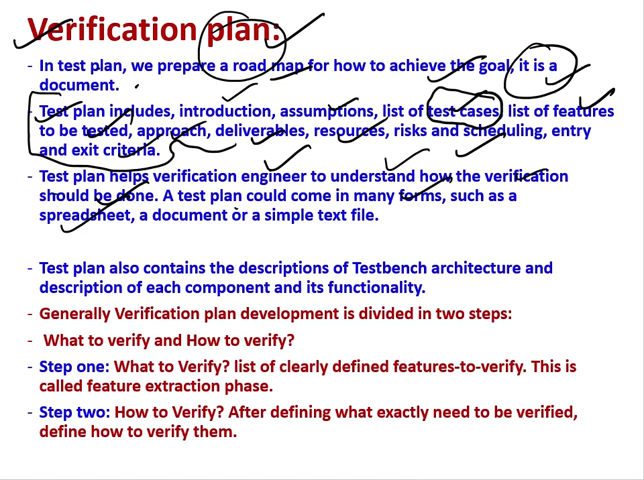 Verification plan:
- In test plan, we prepare a road map for how to achieve the goal, it is a
document.
- Test plan includes, introduction, assumptions, list of test cases, list of features
to be tested, approach, deliverables, resources, risks and scheduling, entry
and exit criteria.
- Test plan helps verification engineer to understand how the verification
should be done. A test plan could come in many forms, such as a
spreadsheet, a document or a simple text file.
- Test plan also contains the descriptions of Testbench architecture and
description of each component and its functionality.
- Generally Verification plan development is divided in two steps:
- What to verify and How to verify?
- Step one: What to Verify? list of clearly defined features-to-verify. This is
called feature extraction phase.
- Step two: How to Verify? After defining what exactly need to be verified,
define how to verify them.